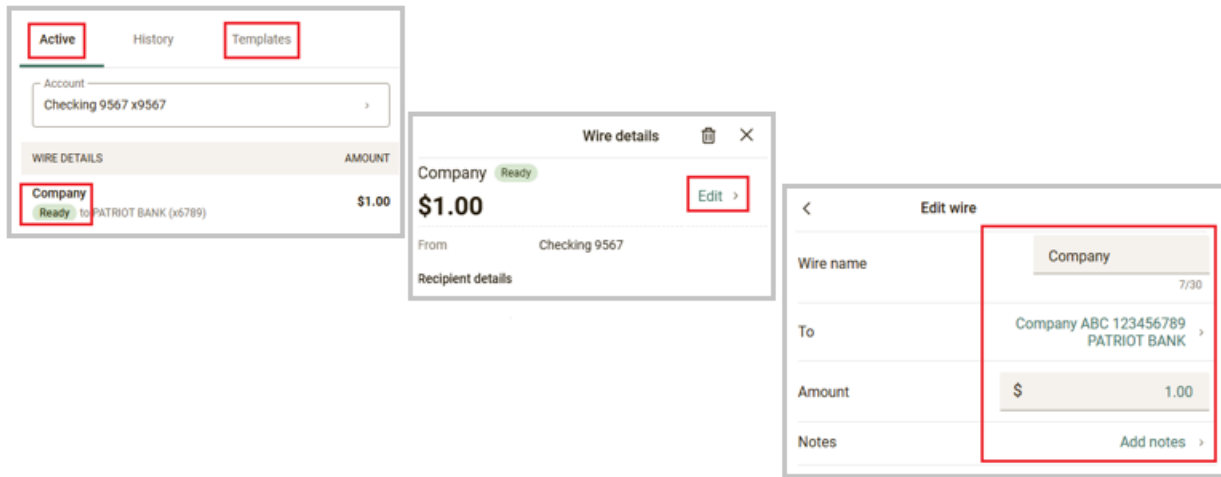 Active History Templates
Account
Checking 9567 x9567
WIRE DETAILS AMOUNT
Company
$1.00
Ready to PATRIOT BANK (x6789)
Wire details
Company Ready
Edit
$1.00
From Checking 9567
Recipient details
Edit wire
Wire name Company
7/30
To Company ABC 123456789
PATRIOT BANK
Amount $ 1.00
Notes Add notes